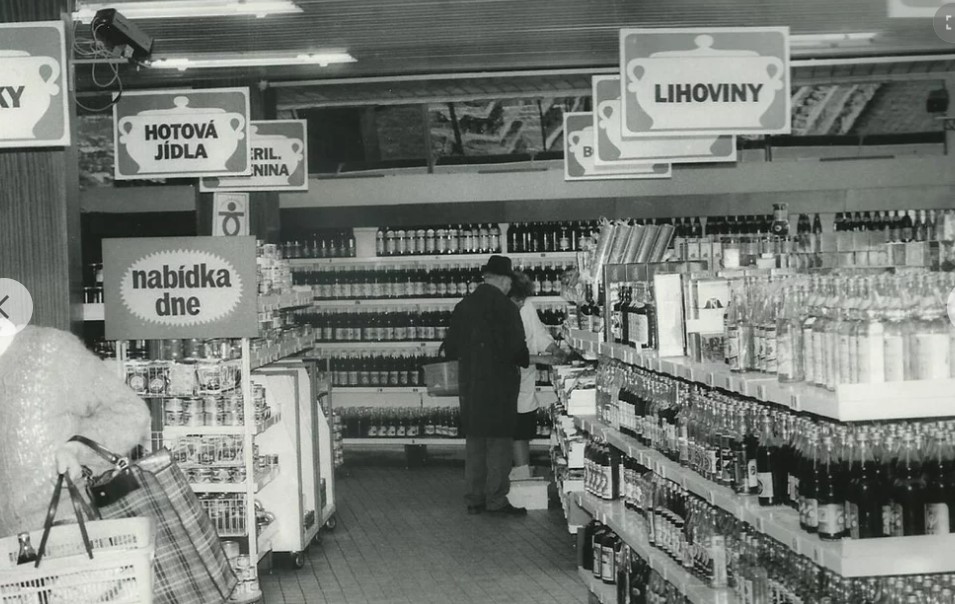 KY
HOTOVÁ
JÍDLA
ERIL.
ENINA
LIHOVINY
B
nabídka
dne